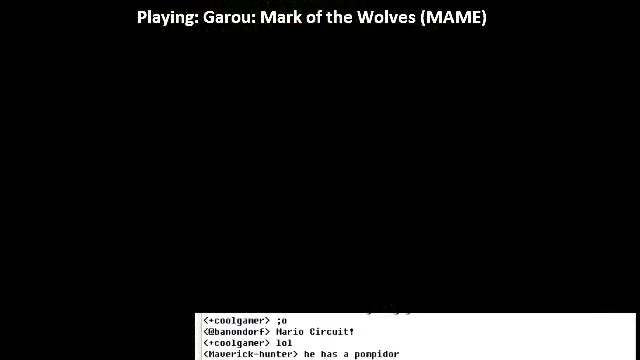 Playing: Garou: Mark of the Wolves (MAME)
<+coolgamer> ;o
<@banondorf> Mario Circuit!
<+coolgamer> lol
<Maverick-hunter> he has a pompidor